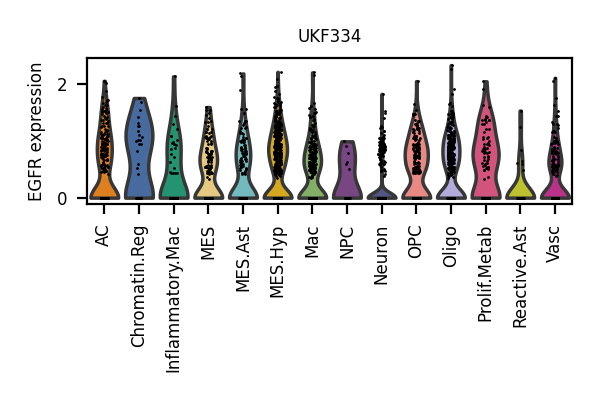 UKF334
EGFR expression
2
0
AC
Chromatin.Reg
Inflammatory.Mac
MES
MES.Ast
MES.Hyp
Mac
NPC
Neuron
OPC
Oligo
Prolif.Metab
Reactive.Ast
Vasc